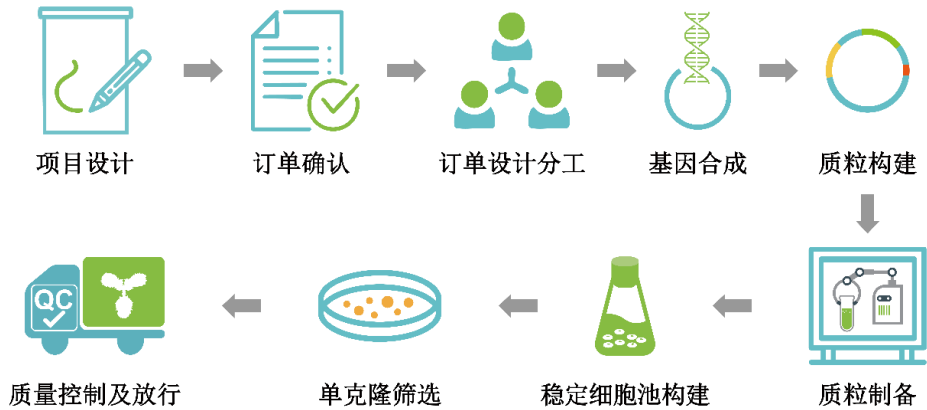 项目设计
订单确认
订单设计分工
基因合成
质粒构建
质粒制备
稳定细胞池构建
单克隆筛选
QC
质量控制及放行